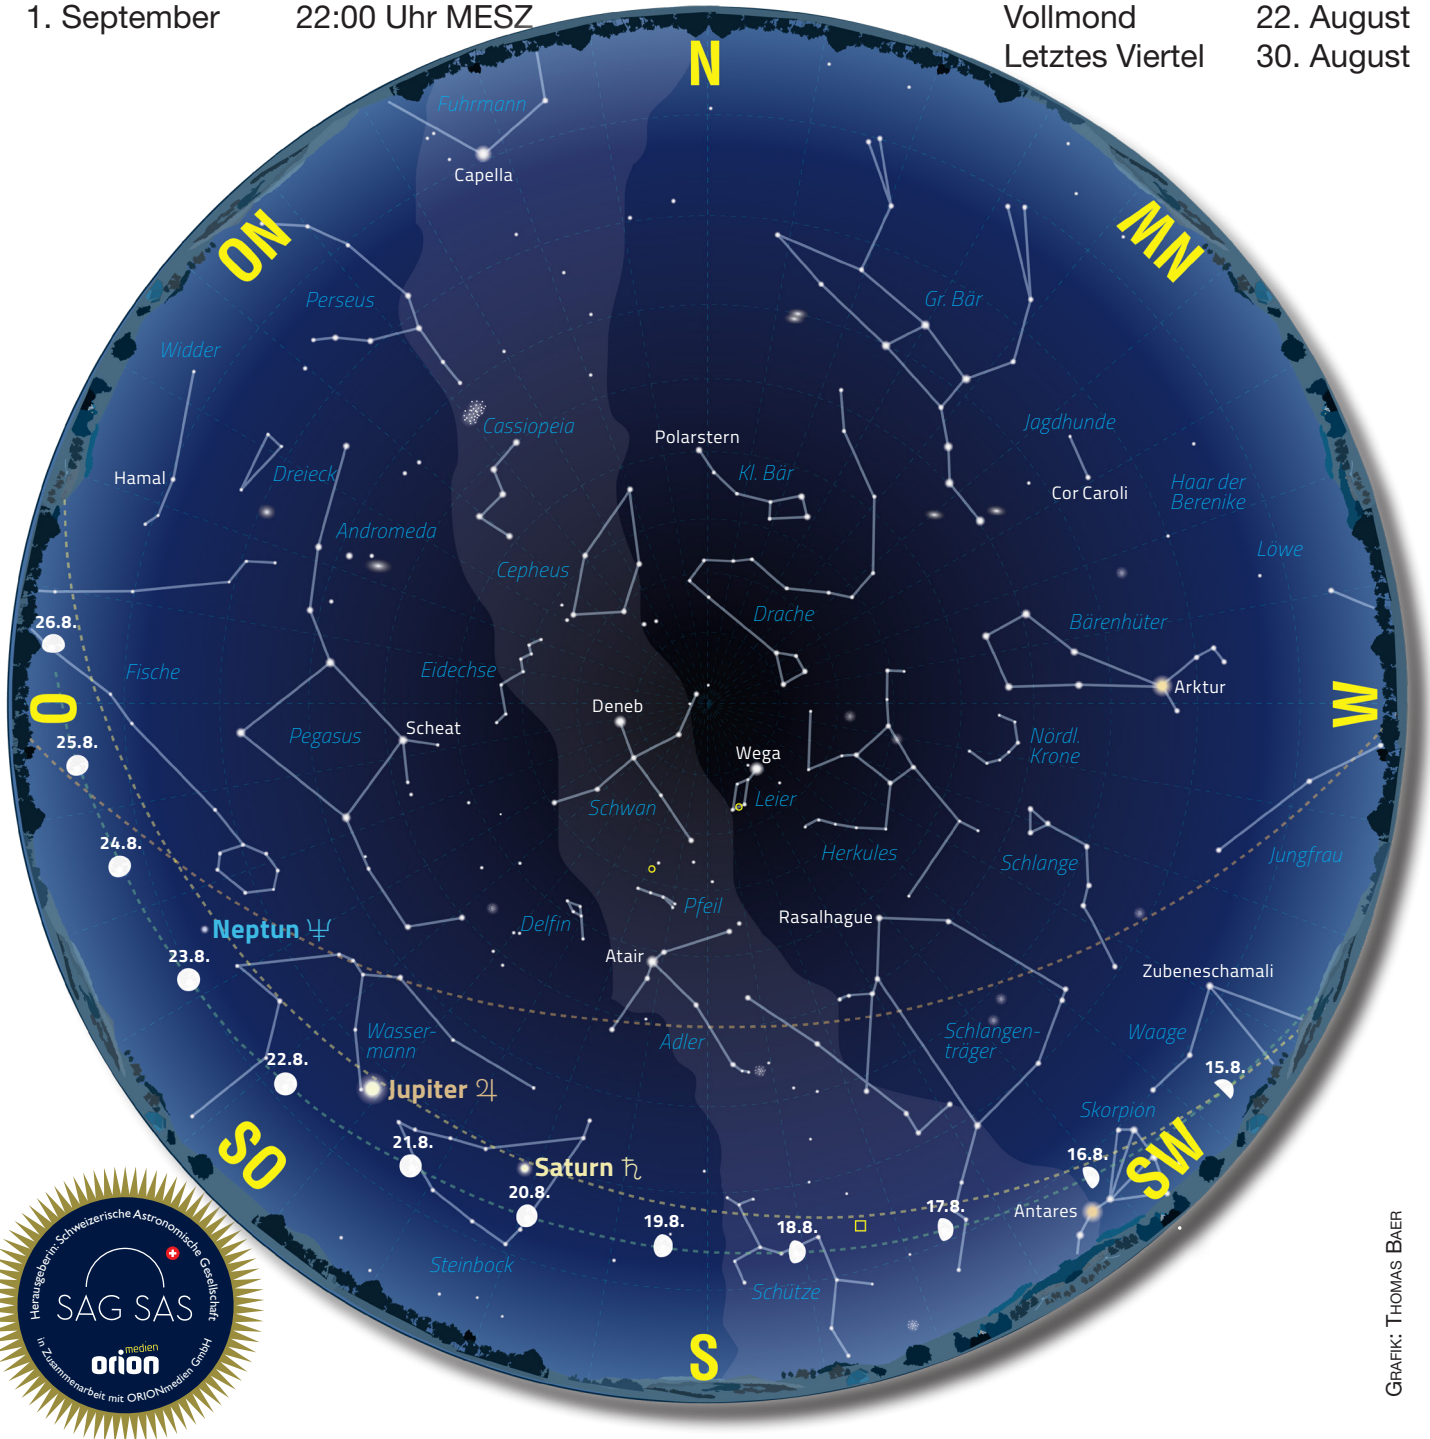 1. September 22:00 Uhr MESZ
Vollmond 22. August
Letztes Viertel 30. August
N
Fuhrmann
Capella
NO
NW
Perseus
Gr. Bär
Widder
Cassiopeia
Jagdhunde
Polarstern
Hamal
Dreieck
Kl. Bär
Cor Caroli
Haar der
Berenike
Andromeda
Löwe
Cepheus
Drache
Bärenhüter
26.8.
Fische
Eidechse
Arktur
O
Deneb
W
Pegasus
Scheat
Nördl.
Krone
25.8.
Wega
Schwan
Leier
24.8.
Herkules
Schlange
Jungfrau
Neptun ♆
Delfin
Pfeil
Rasalhague
23.8.
Atair
Zubeneschamali
Wasser-
mann
Adler
Schlangen-
träger
Waage
22.8.
15.8.
Jupiter ♃
Skorpion
SO
21.8.
SW
16.8.
Saturn ♄
20.8.
19.8.
18.8.
17.8.
Antares
Steinbock
Schütze
S
Herausgeberin: Schweizerische Astronomische Gesellschaft
SAG SAS
medien
orion
in Zusammenarbeit mit ORIONmedien GmbH
GRAFIK: THOMAS BAER